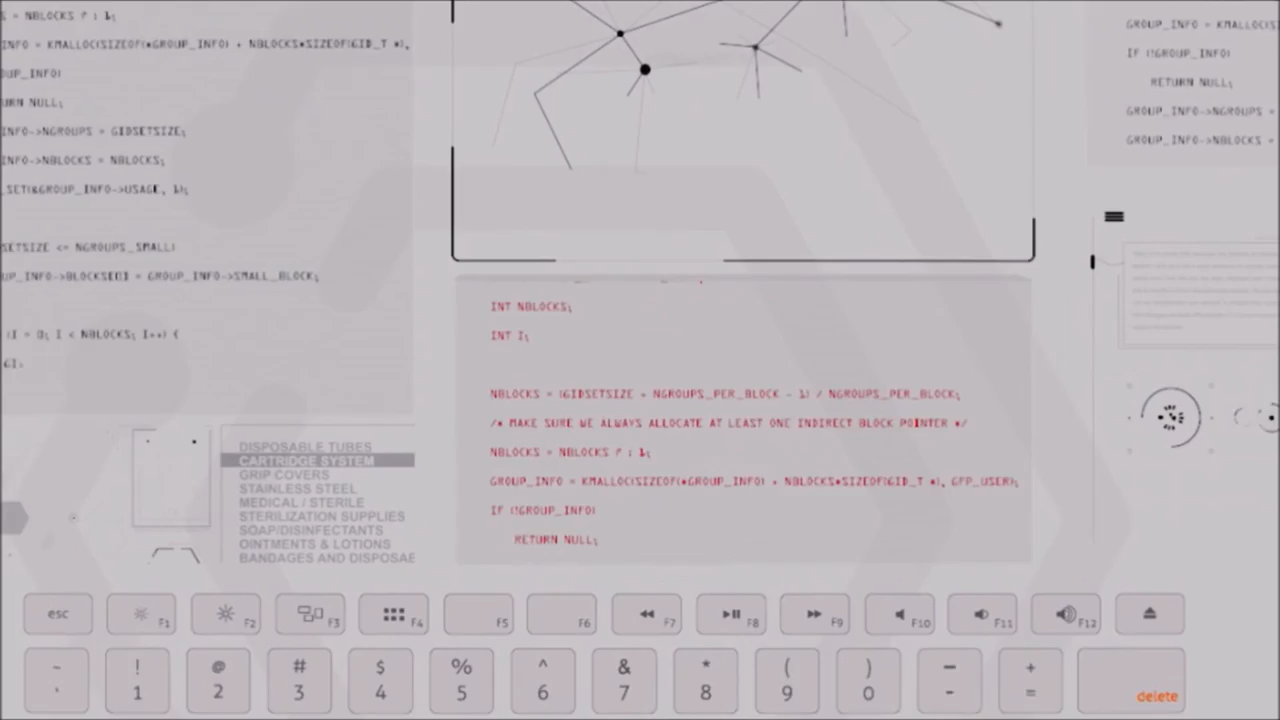 = NBLOCKS ? : 1;
INFO = KMALLOC(SIZEOF(*GROUP_INFO) + NBLOCKS*SIZEOF(GID_T *),
OUP_INFO)
URN NULL;
INFO->NGROUPS = GIDSETSIZE;
INFO->NBLOCKS = NBLOCKS;
_SET(&GROUP_INFO->USAGE, 1);
SETSIZE <= NGROUPS_SMALL)
UP_INFO->BLOCKS[0] = GROUP_INFO->SMALL_BLOCK;
(I = 0; I < NBLOCKS; I++) {
GROUP_INFO = KMALLOC(S
IF (!GROUP_INFO)
RETURN NULL;
GROUP_INFO->NGROUPS =
GROUP_INFO->NBLOCKS =
INT NBLOCKS;
INT I;
NBLOCKS = (GIDSETSIZE + NGROUPS_PER_BLOCK - 1) / NGROUPS_PER_BLOCK;
/* MAKE SURE WE ALWAYS ALLOCATE AT LEAST ONE INDIRECT BLOCK POINTER */
NBLOCKS = NBLOCKS ? : 1;
GROUP_INFO = KMALLOC(SIZEOF(*GROUP_INFO) + NBLOCKS*SIZEOF(GID_T *), GFP_USER);
IF (!GROUP_INFO)
RETURN NULL;
DISPOSABLE TUBES
CARTRIDGE SYSTEM
GRIP COVERS
STAINLESS STEEL
MEDICAL / STERILE
STERILIZATION SUPPLIES
SOAP/DISINFECTANTS
OINTMENTS & LOTIONS
BANDAGES AND DISPOSAE
esc F1 F2 F3 F4 F5 F6 F7 F8 F9 F10 F11 F12
~ ! @ # $ % ^ & * ( ) — +
` 1 2 3 4 5 6 7 8 9 0 - = delete